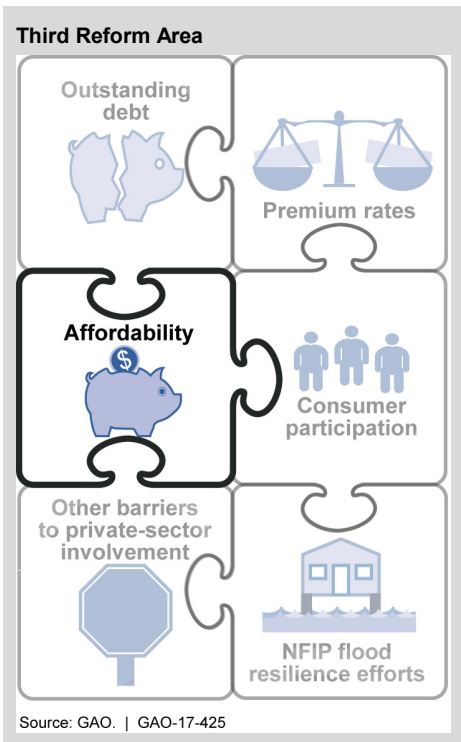 Third Reform Area
Outstanding
debt
Premium rates
Affordability
$
Consumer
participation
Other barriers
to private-sector
involvement
NFIP flood
resilience efforts
Source: GAO. | GAO-17-425